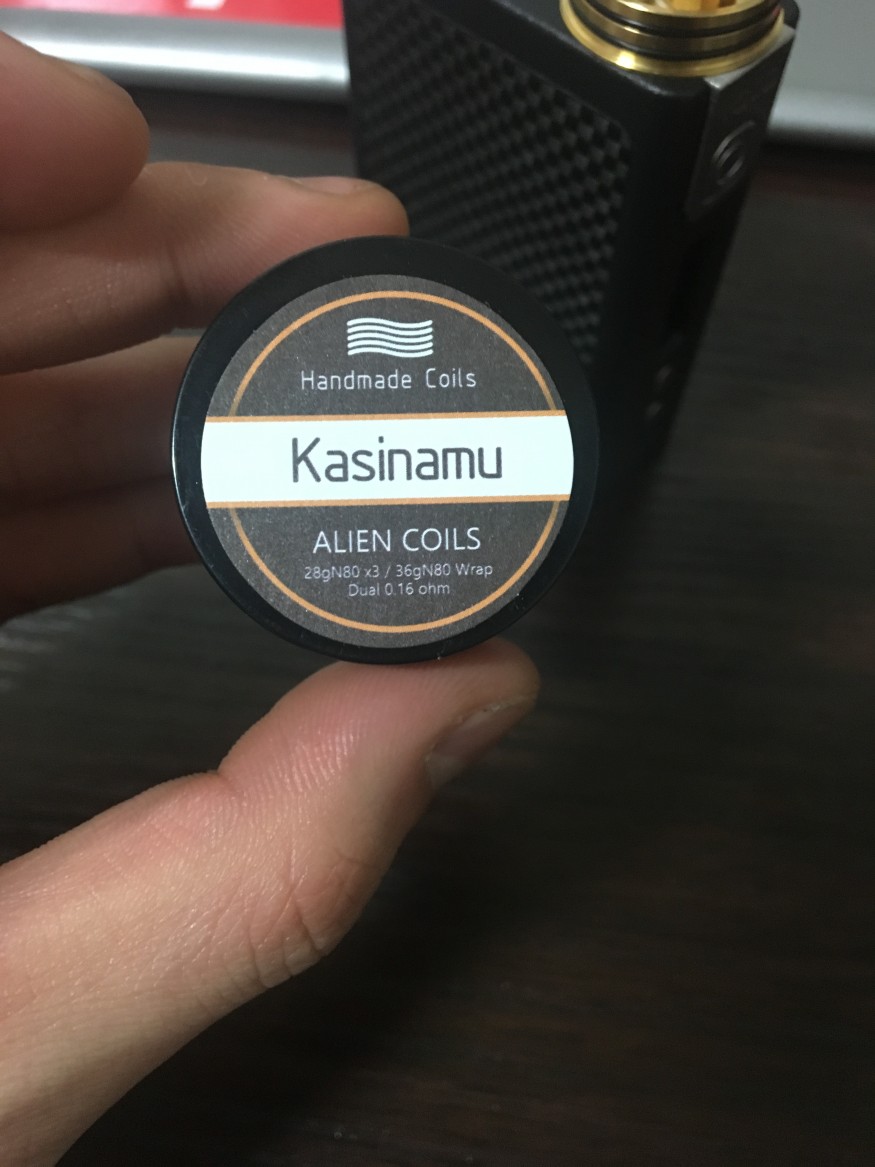 Handmade Coils
Kasinamu
ALIEN COILS
28gN80 x3 / 36gN80 Wrap
Dual 0.16 ohm